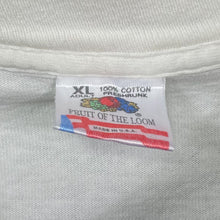 XL 100% COTTON
ADULT PRESHRUNK
FRUIT OF THE LOOM
MADE IN U.S.A.